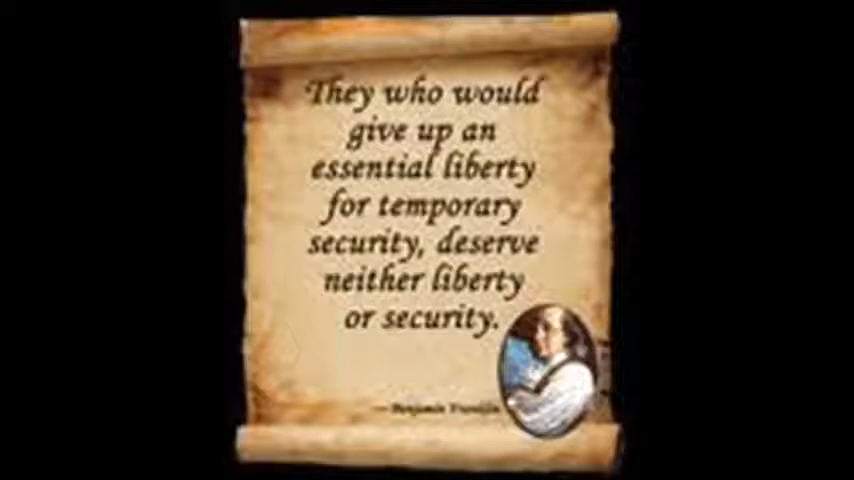 They who would
give up an
essential liberty
for temporary
security, deserve
neither liberty
or security.
— Benjamin Franklin